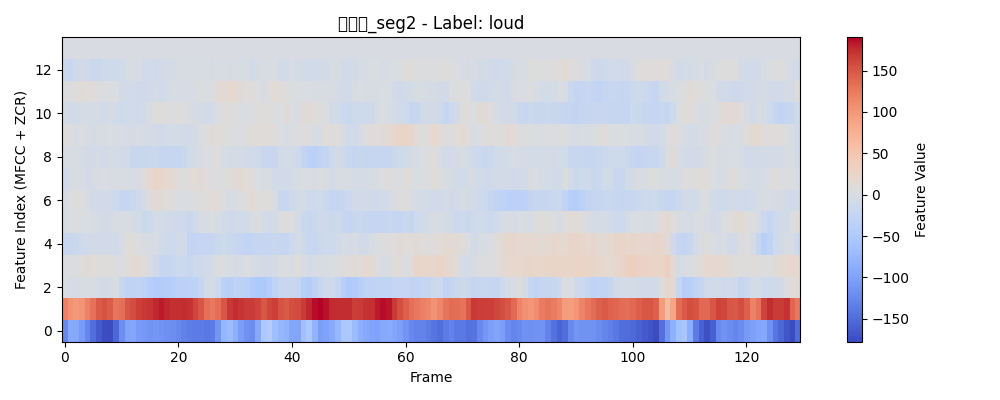 _seg2 - Label: loud
Feature Index (MFCC + ZCR)
12
10
8
6
4
2
0
0 20 40 60 80 100 120
Frame
150
100
50
0
−50
−100
−150
Feature Value